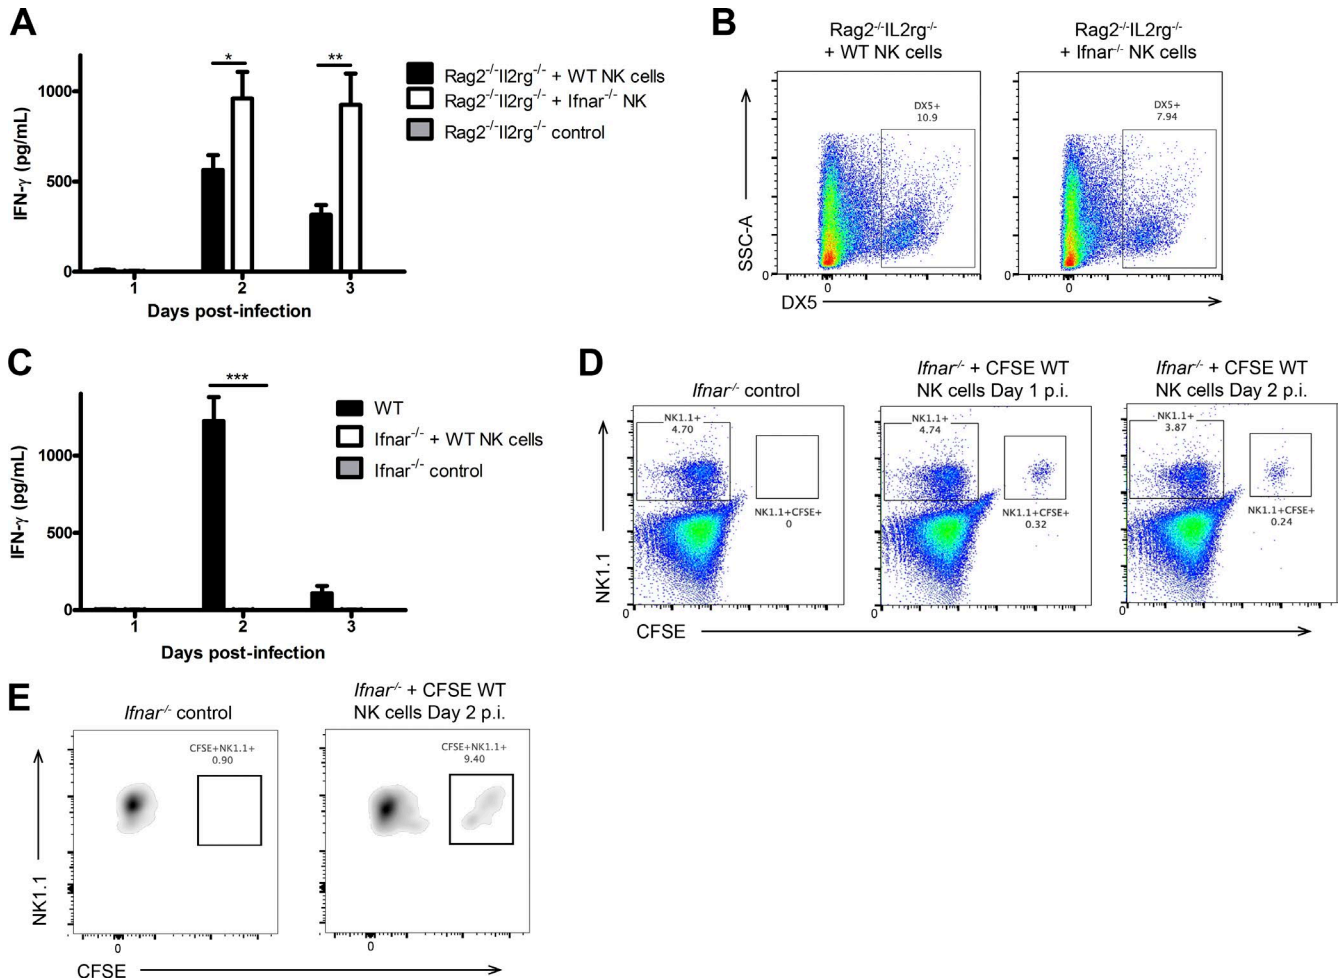 A
IFN-γ (pg/mL)
1000
500
0
*
**
1
2
3
Days post-infection
Rag2-/-Il2rg-/- + WT NK cells
Rag2-/-Il2rg-/- + Ifnar-/- NK
Rag2-/-Il2rg-/- control
B
Rag2-/-IL2rg-/-
+ WT NK cells
Rag2-/-IL2rg-/-
+ Ifnar-/- NK cells
DX5+
10.9
DX5+
7.94
SSC-A
0
0
0
0
DX5
C
IFN-γ (pg/mL)
1000
500
0
***
1
2
3
Days post-infection
WT
Ifnar-/- + WT NK cells
Ifnar-/- control
D
Ifnar-/- control
Ifnar-/- + CFSE WT
NK cells Day 1 p.i.
Ifnar-/- + CFSE WT
NK cells Day 2 p.i.
NK1.1+
4.70
NK1.1+CFSE+
0
NK1.1+
4.74
NK1.1+CFSE+
0.32
NK1.1+
3.87
NK1.1+CFSE+
0.24
NK1.1
0
0
0
CFSE
E
Ifnar-/- control
Ifnar-/- + CFSE WT
NK cells Day 2 p.i.
CFSE+NK1.1+
0.90
CFSE+NK1.1+
9.40
NK1.1
0
0
CFSE